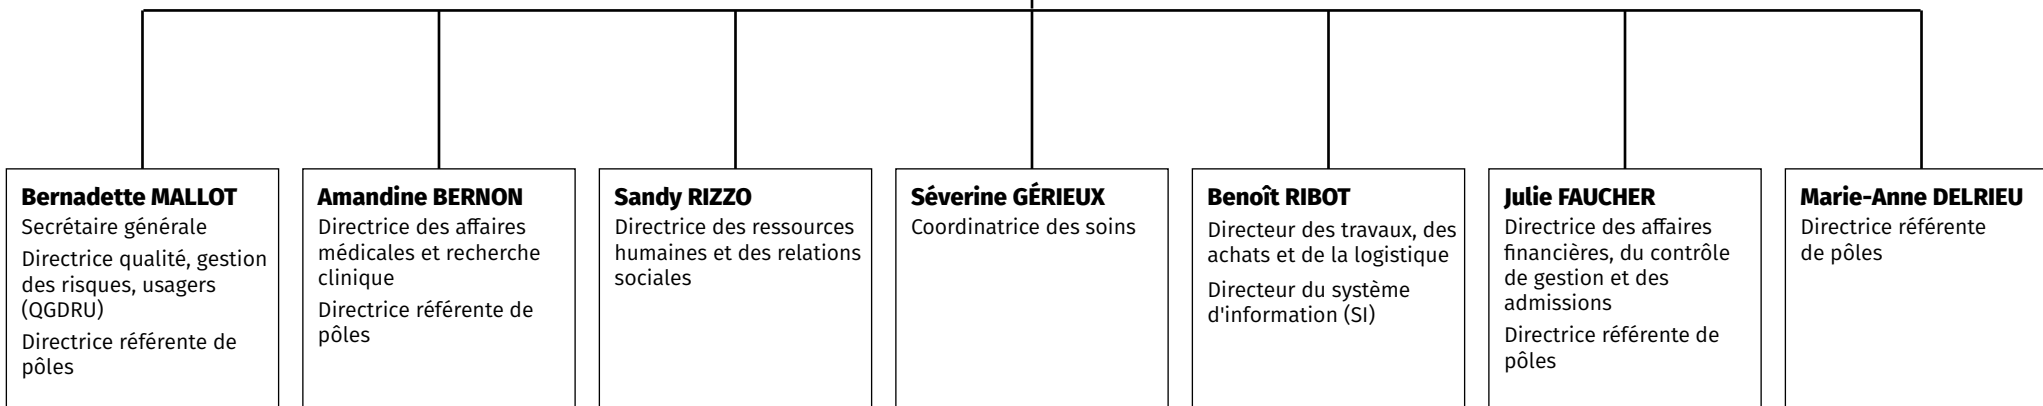 Bernadette MALLOT
Secrétaire générale
Directrice qualité, gestion
des risques, usagers
(QGDRU)
Directrice référente de
pôles
Amandine BERNON
Directrice des affaires
médicales et recherche
clinique
Directrice référente de
pôles
Sandy RIZZO
Directrice des ressources
humaines et des relations
sociales
Séverine GÉRIEUX
Coordinatrice des soins
Benoît RIBOT
Directeur des travaux, des
achats et de la logistique
Directeur du système
d'information (SI)
Julie FAUCHER
Directrice des affaires
financières, du contrôle
de gestion et des
admissions
Directrice référente de
pôles
Marie-Anne DELRIEU
Directrice référente
de pôles